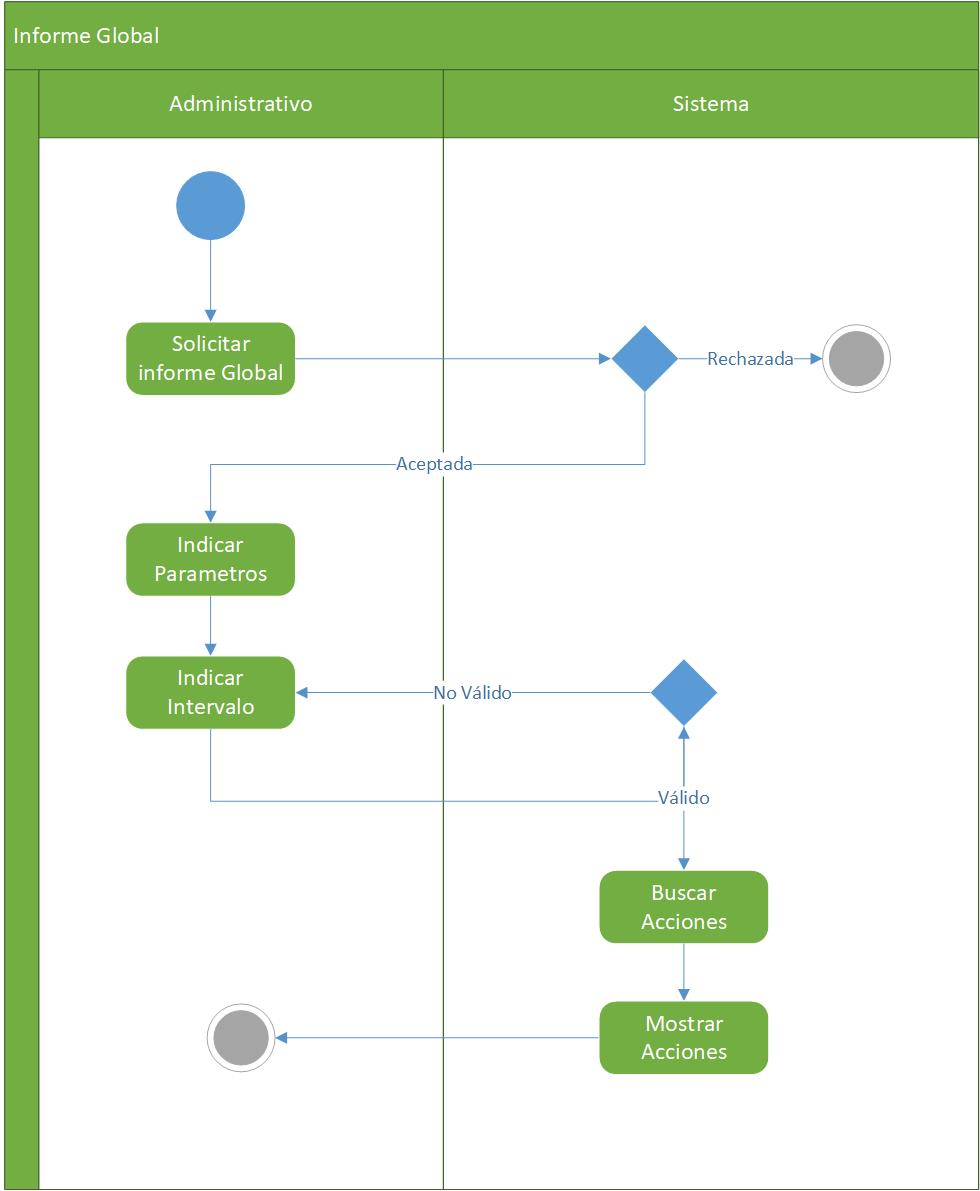 Informe Global
Administrativo
Sistema
Solicitar
informe Global
Rechazada
Aceptada
Indicar
Parametros
Indicar
Intervalo
No Válido
Válido
Buscar
Acciones
Mostrar
Acciones